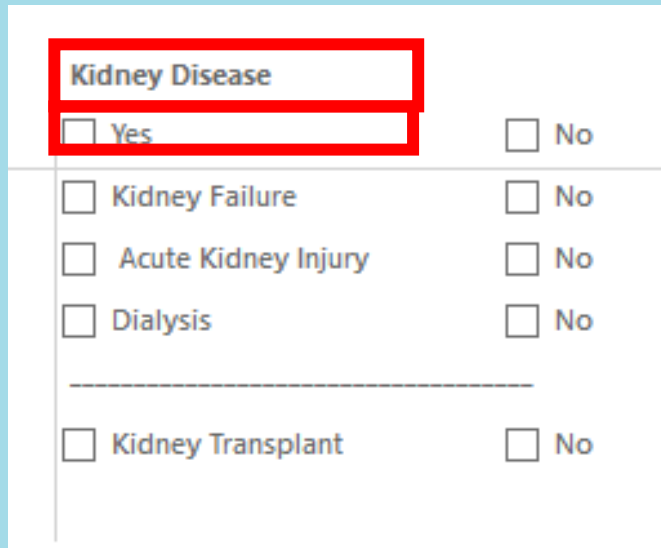 Kidney Disease
Yes No
Kidney Failure No
Acute Kidney Injury No
Dialysis No
------------------------------------
Kidney Transplant No